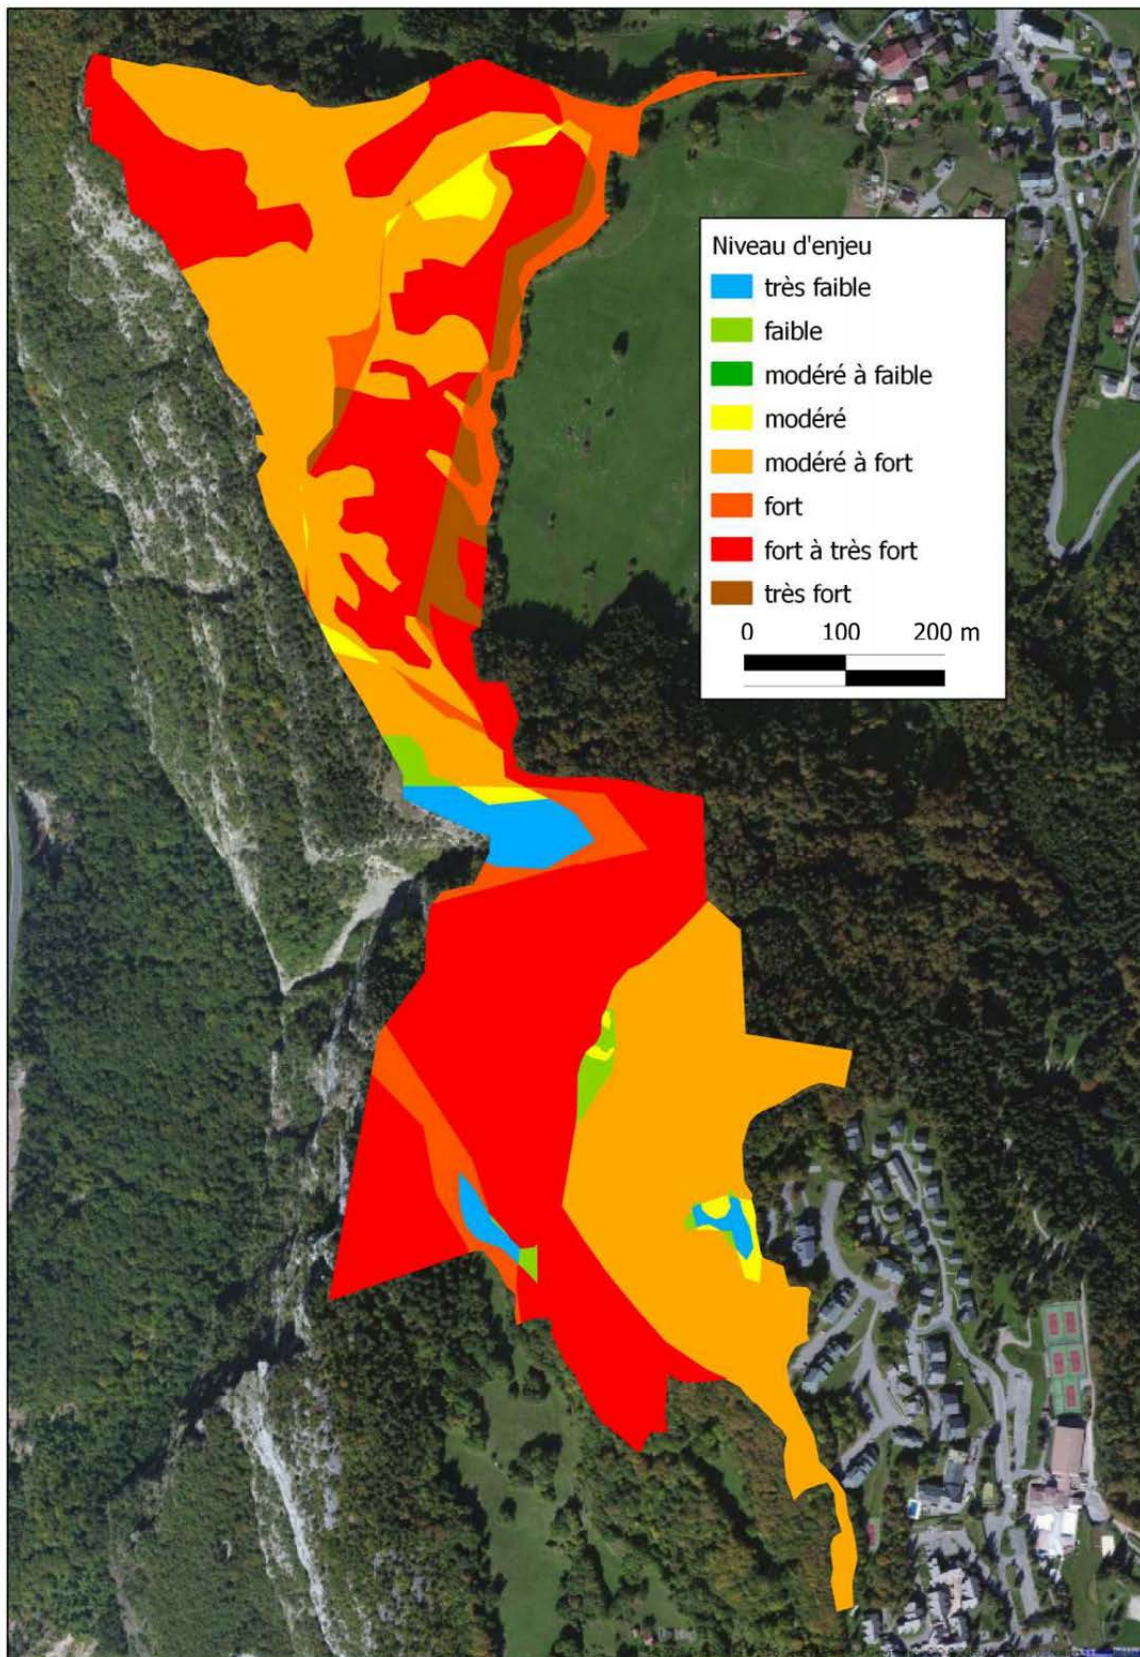 Niveau d'enjeu
très faible
faible
modéré à faible
modéré
modéré à fort
fort
fort à très fort
très fort
0 100 200 m